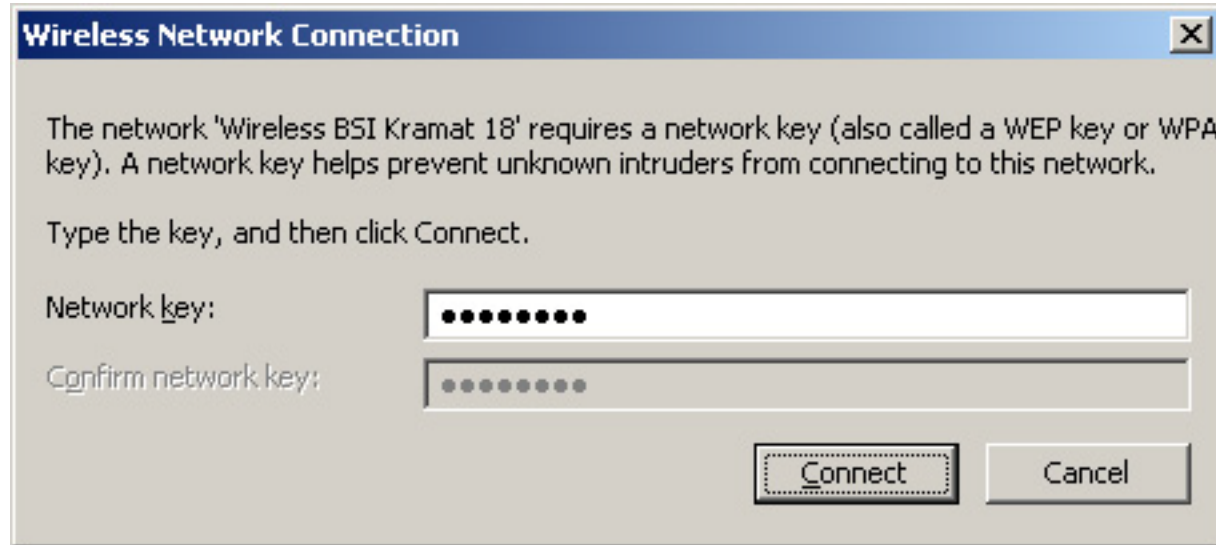 Wireless Network Connection
The network 'Wireless BSI Kramat 18' requires a network key (also called a WEP key or WPA
key). A network key helps prevent unknown intruders from connecting to this network.
Type the key, and then click Connect.
Network key: ••••••••
Confirm network key: ••••••••
Connect Cancel